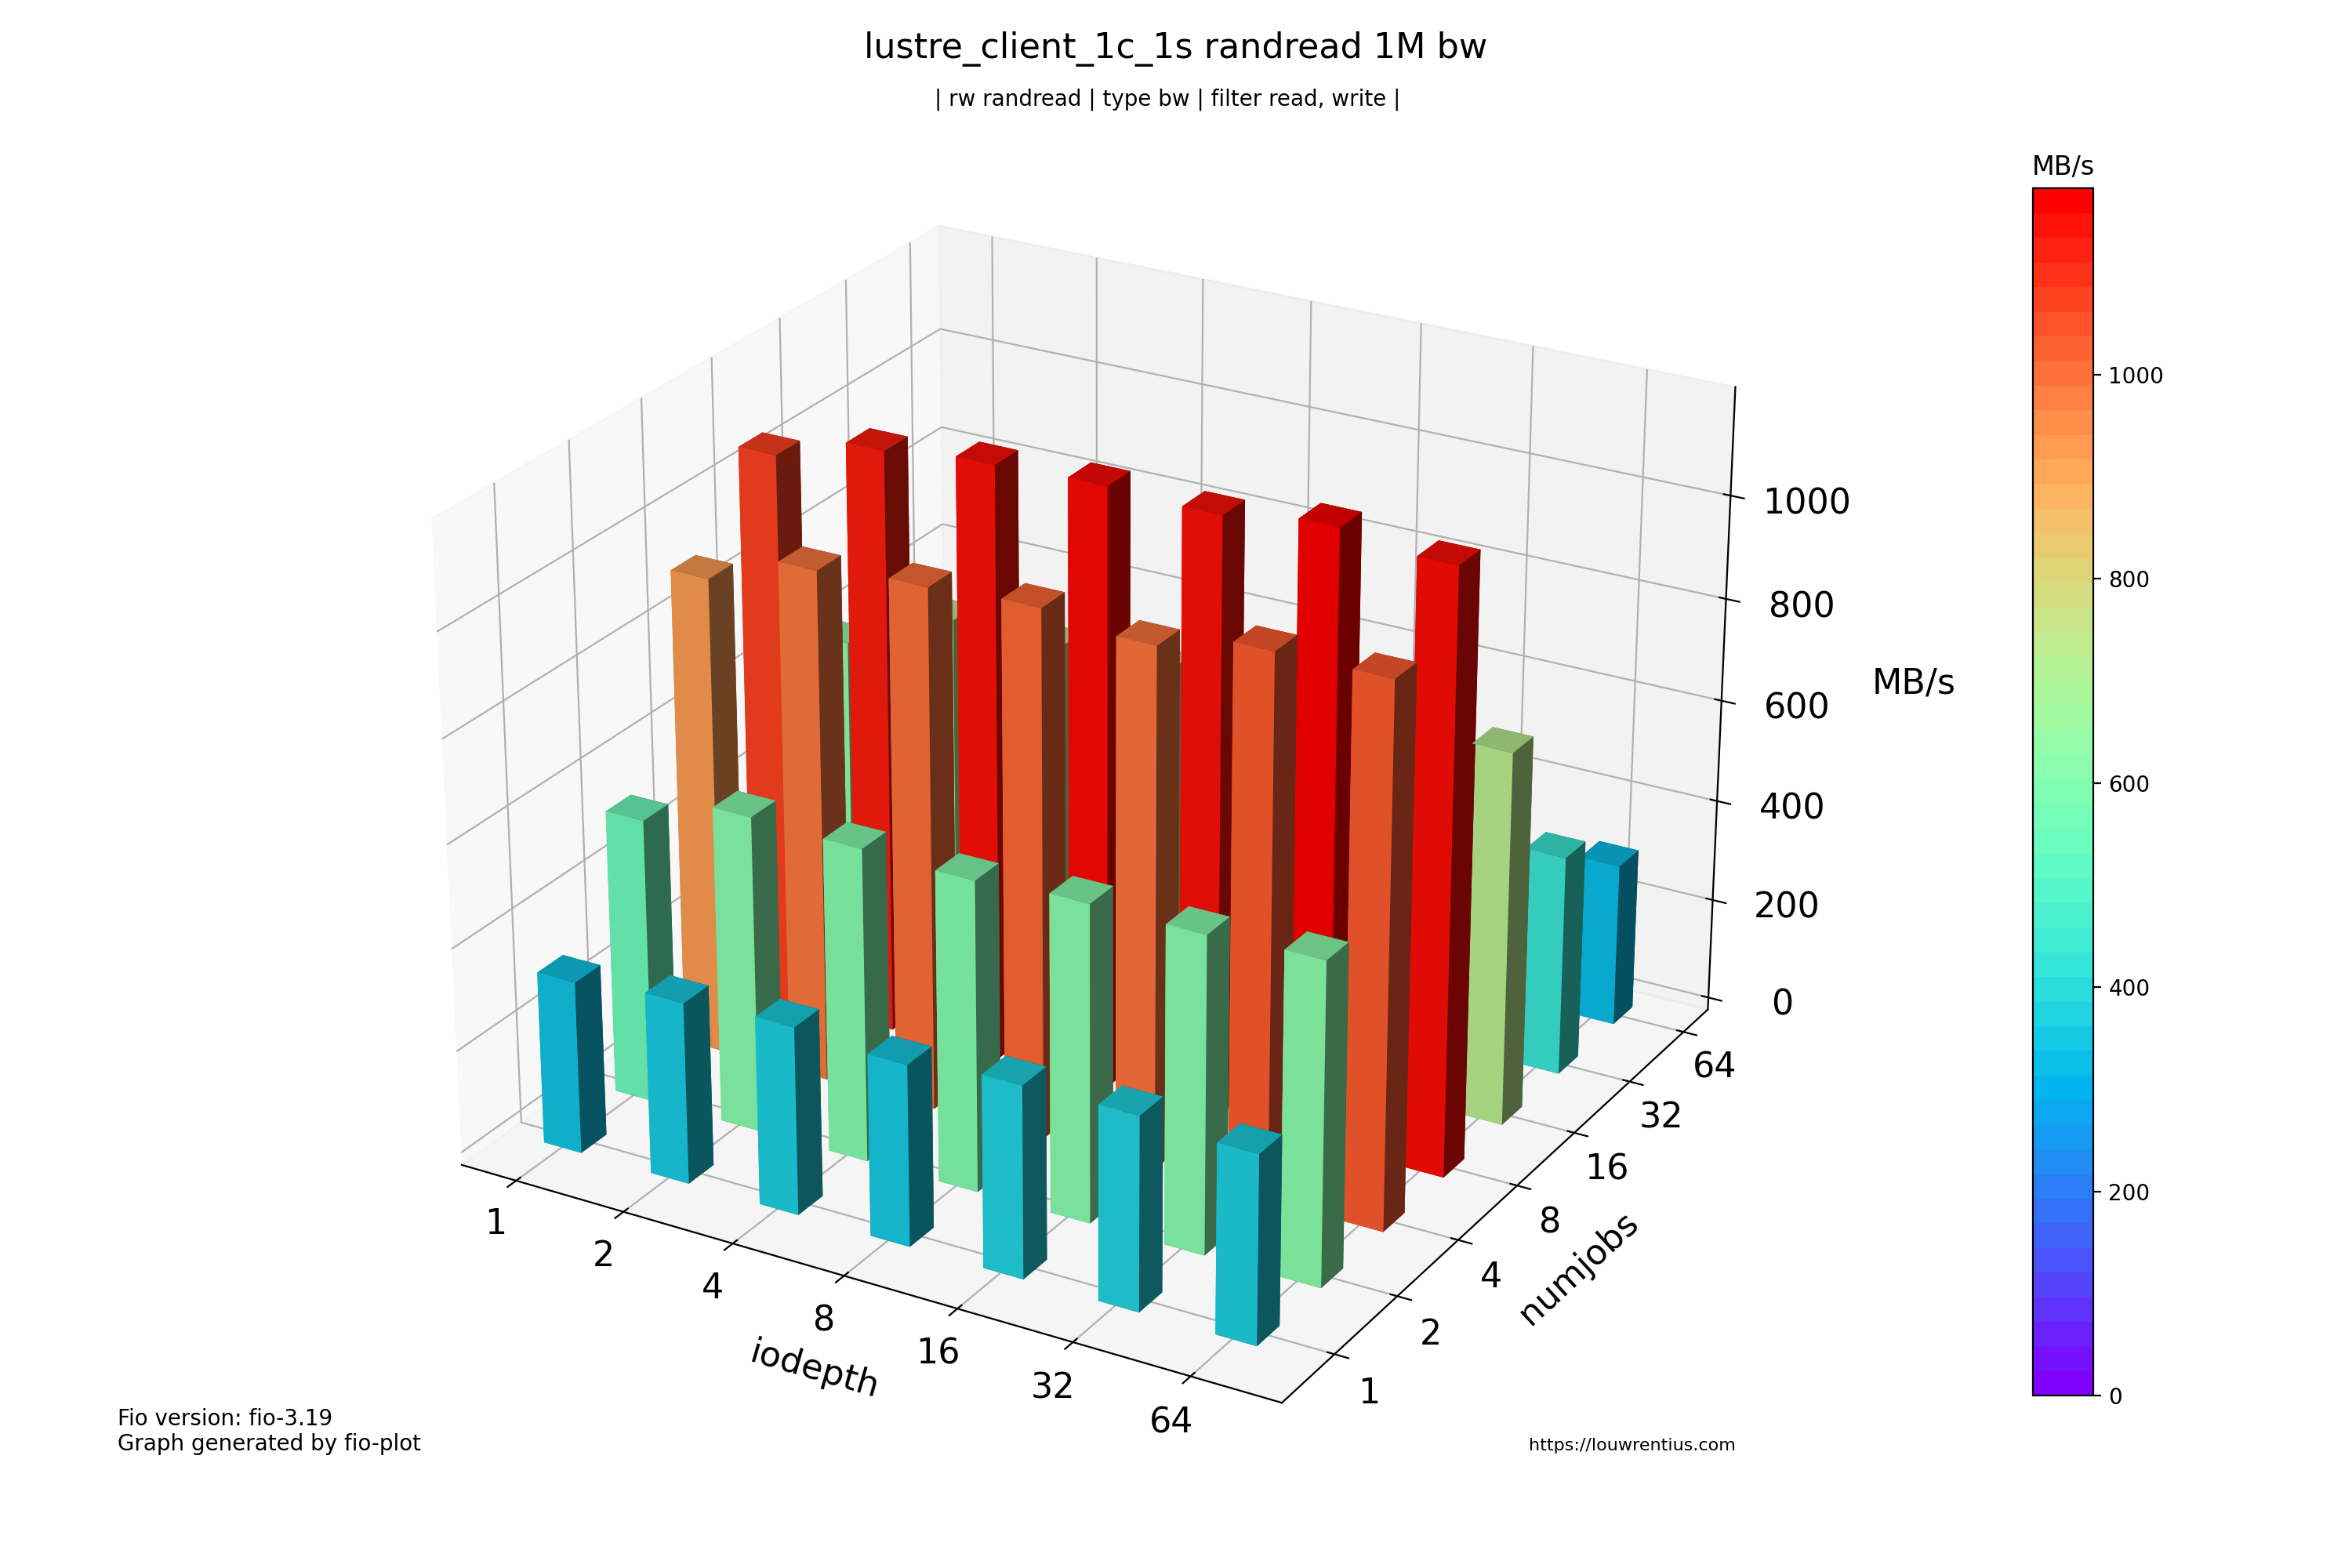 lustre_client_1c_1s randread 1M bw
| rw randread | type bw | filter read, write |
MB/s
1000
800
600
400
200
0
1000
800
600
400
200
0
MB/s
64
32
16
8
4
2
1
numjobs
1
2
4
8
16
32
64
iodepth
Fio version: fio-3.19
Graph generated by fio-plot
https://louwrentius.com